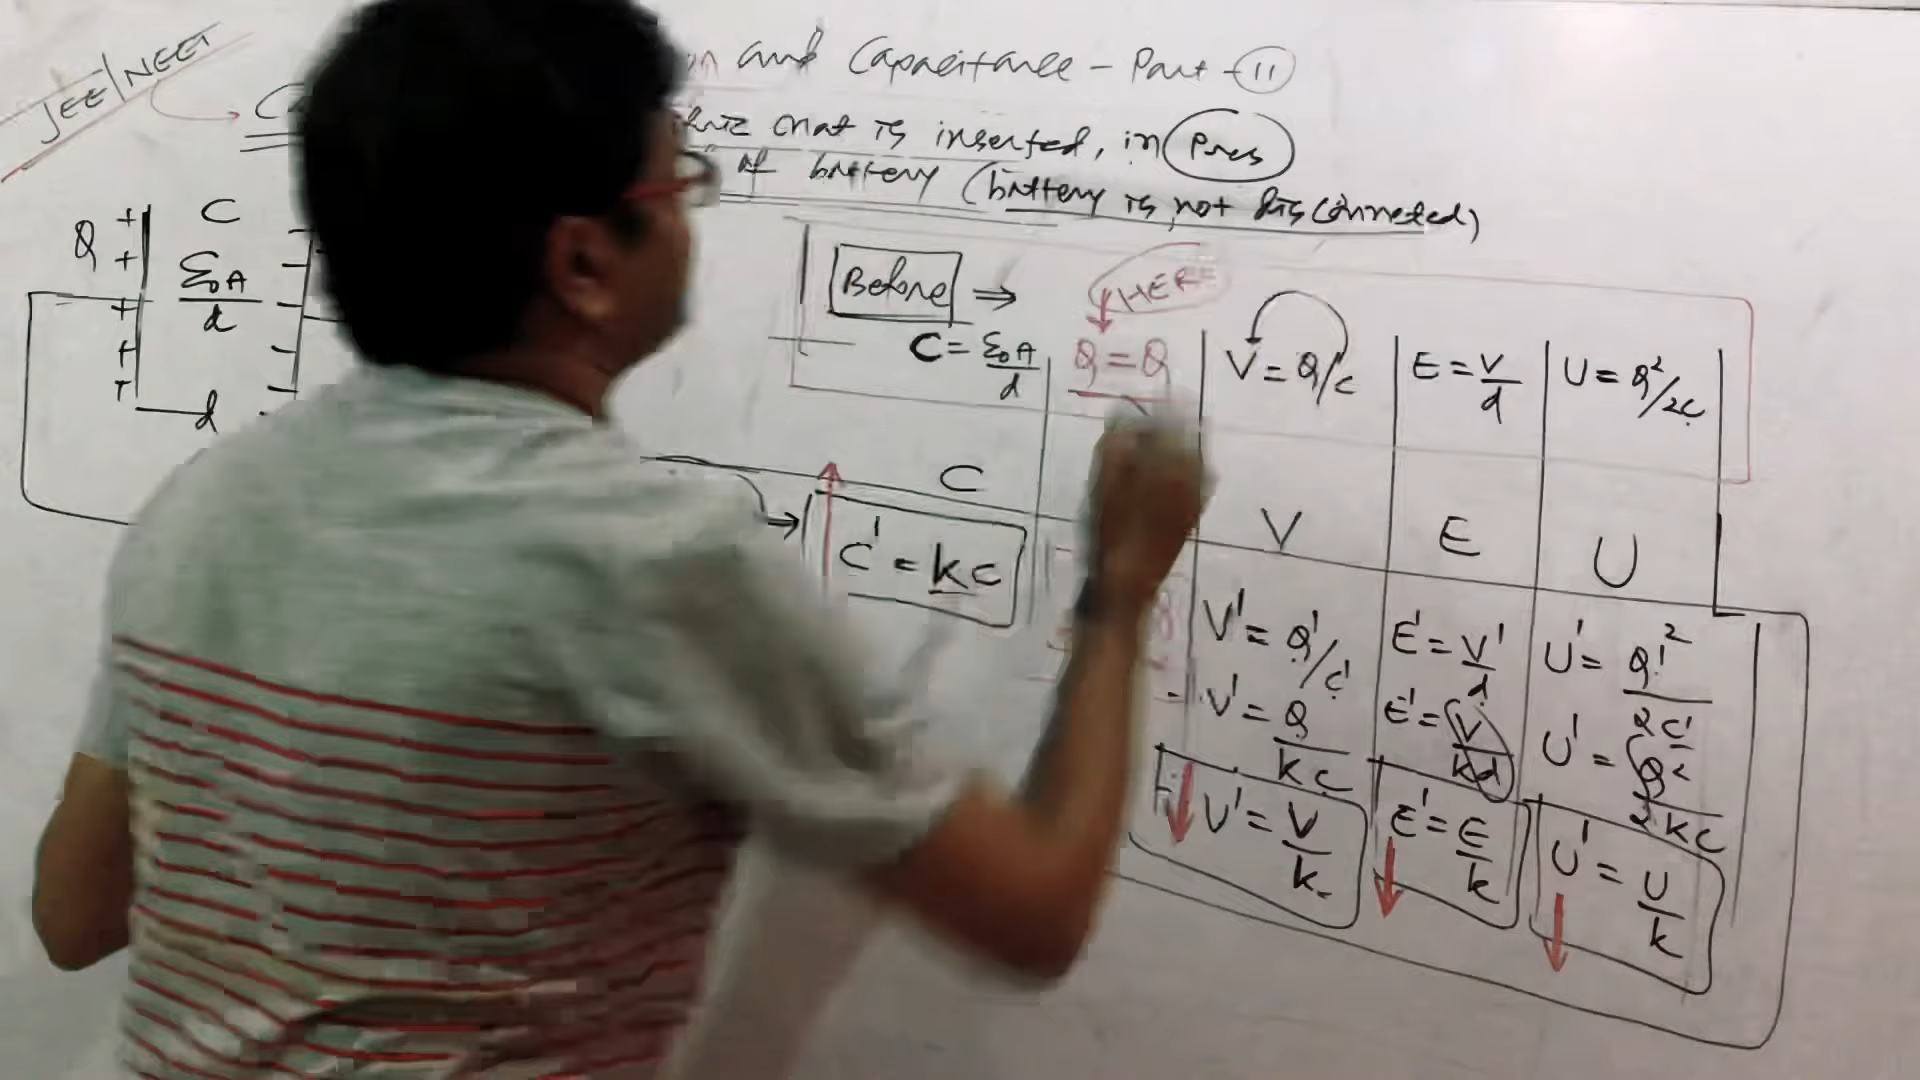 JEE/NEET
and Capacitance - Part - 11
that is inserted, in Pres
of battery (battery is not disconnected)
Q + C
+ ε₀A
+ d
+
+
d
Before ⇒
HERE
C = ε₀A/d
Q = Q
V = Q/C
E = V/d
U = Q²/2C
C
V
E
U
C' = kC
V' = Q'/C'
E' = V'/d
U' = Q'²/2C'
V' = Q/kC
E' = V/kd
U' = Q²/2kC
V' = V/k
E' = E/k
U' = U/k